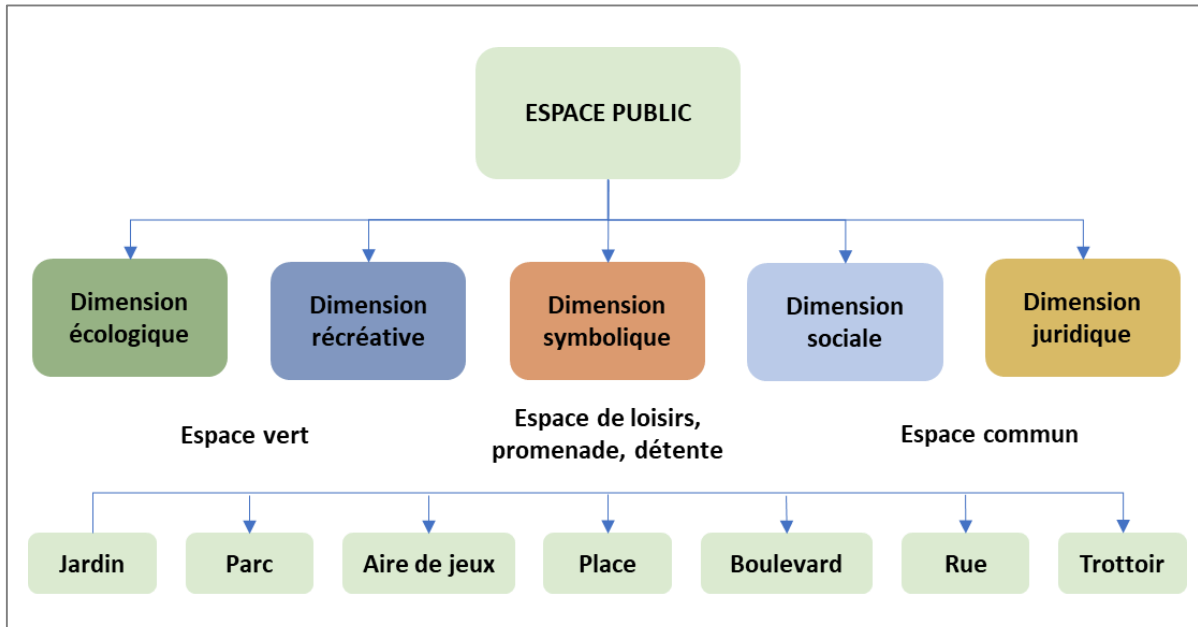 ESPACE PUBLIC
Dimension
écologique
Dimension
récréative
Dimension
symbolique
Dimension
sociale
Dimension
juridique
Espace vert
Espace de loisirs,
promenade, détente
Espace commun
Jardin
Parc
Aire de jeux
Place
Boulevard
Rue
Trottoir